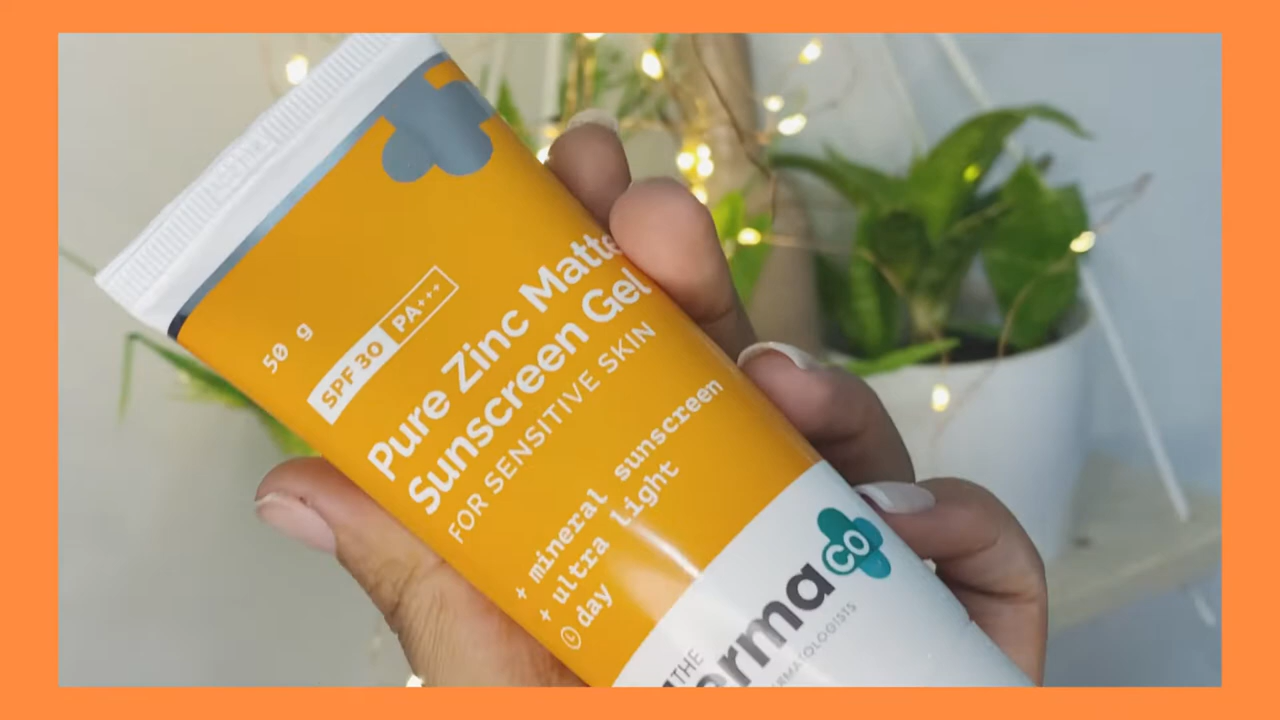 50 g
SPF 30 PA+++
Pure Zinc Matte
Sunscreen Gel
FOR SENSITIVE SKIN
+ mineral sunscreen
+ ultra light
day
THE
erma co